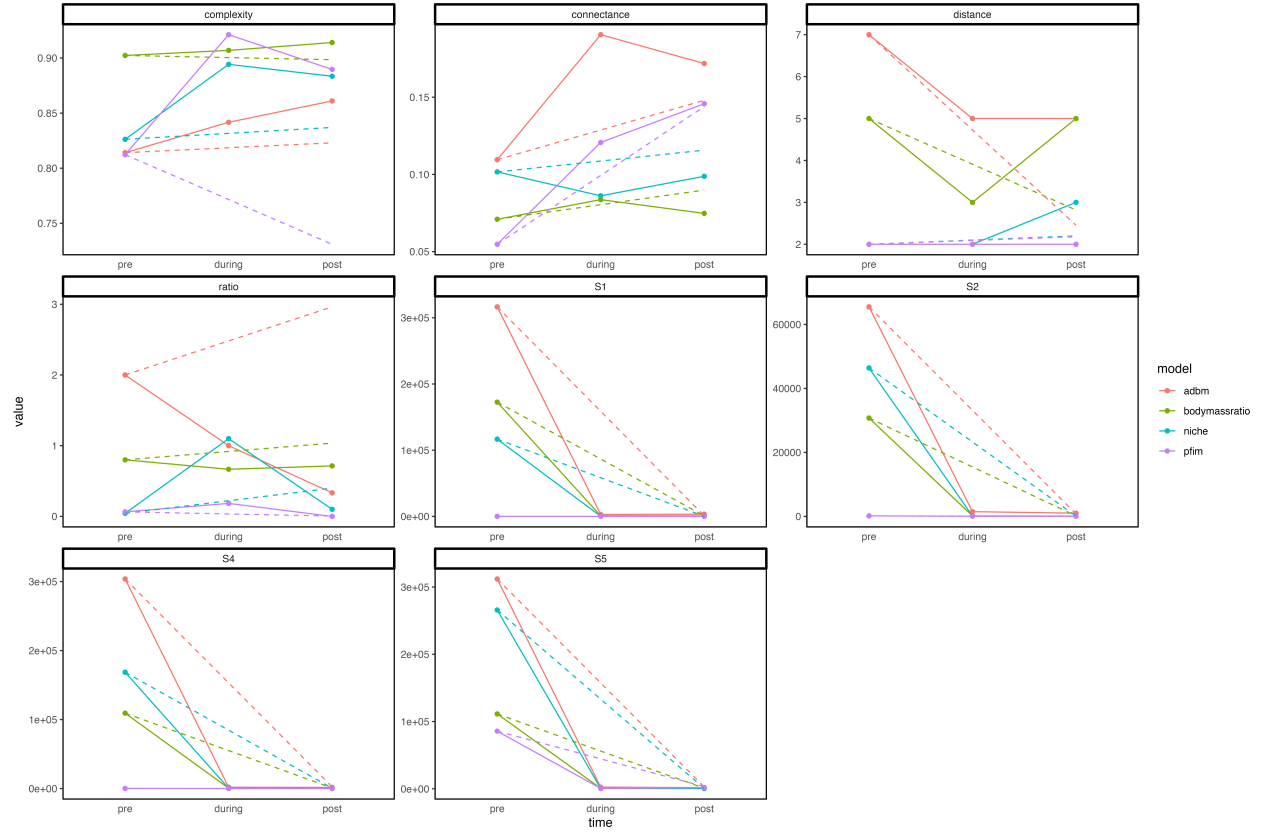 complexity
0.90
0.85
0.80
0.75
pre during post
connectance
0.15
0.10
0.05
pre during post
distance
7
6
5
4
3
2
pre during post
ratio
3
2
1
0
pre during post
S1
3e+05
2e+05
1e+05
0e+00
pre during post
S2
60000
40000
20000
0
pre during post
S4
3e+05
2e+05
1e+05
0e+00
pre during post
S5
3e+05
2e+05
1e+05
0e+00
pre during post
value
time
model
adbm
bodymassratio
niche
pfim